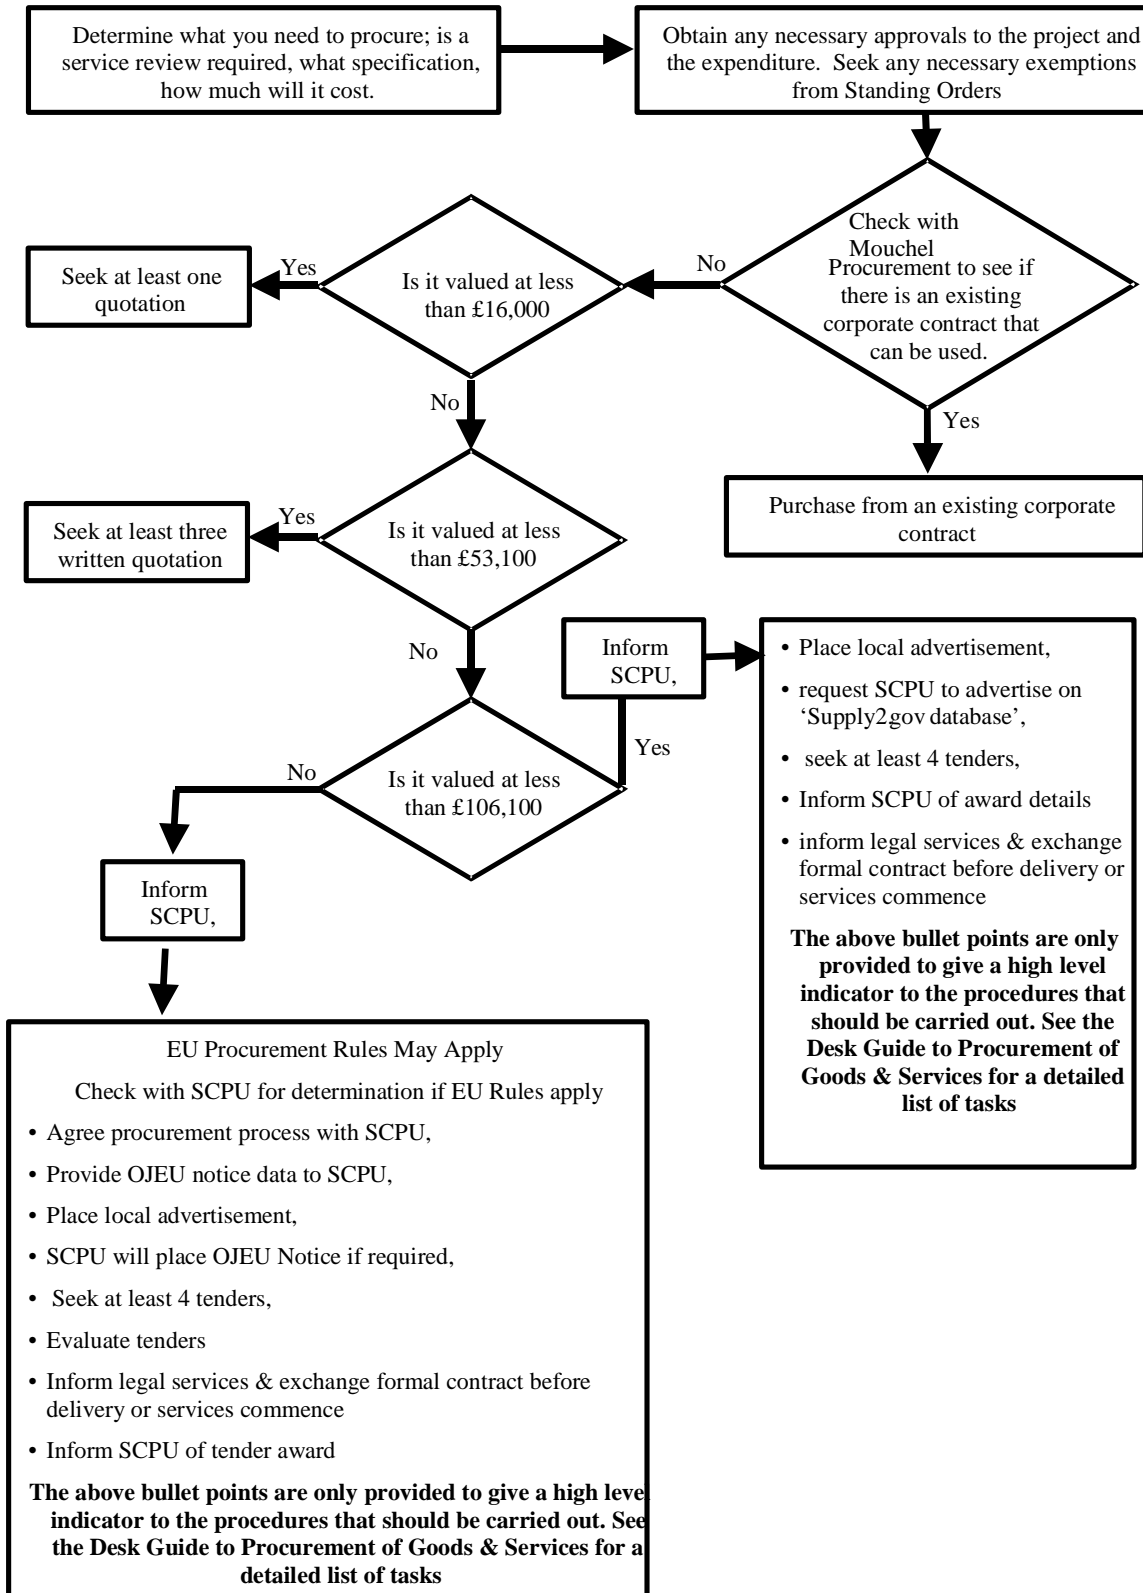 Determine what you need to procure; is a
service review required, what specification,
how much will it cost.
Obtain any necessary approvals to the project and
the expenditure. Seek any necessary exemptions
from Standing Orders
Check with
Mouchel
Procurement to see if
there is an existing
corporate contract that
can be used.
No
Yes
Purchase from an existing corporate
contract
Is it valued at less
than £16,000
Yes
Seek at least one
quotation
No
Is it valued at less
than £53,100
Yes
Seek at least three
written quotation
No
Is it valued at less
than £106,100
Yes
Inform
SCPU,
• Place local advertisement,
• request SCPU to advertise on
‘Supply2gov database’,
• seek at least 4 tenders,
• Inform SCPU of award details
• inform legal services & exchange
formal contract before delivery or
services commence
The above bullet points are only
provided to give a high level
indicator to the procedures that
should be carried out. See the
Desk Guide to Procurement of
Goods & Services for a detailed
list of tasks
No
Inform
SCPU,
EU Procurement Rules May Apply
Check with SCPU for determination if EU Rules apply
• Agree procurement process with SCPU,
• Provide OJEU notice data to SCPU,
• Place local advertisement,
• SCPU will place OJEU Notice if required,
• Seek at least 4 tenders,
• Evaluate tenders
• Inform legal services & exchange formal contract before
delivery or services commence
• Inform SCPU of tender award
The above bullet points are only provided to give a high level
indicator to the procedures that should be carried out. See
the Desk Guide to Procurement of Goods & Services for a
detailed list of tasks